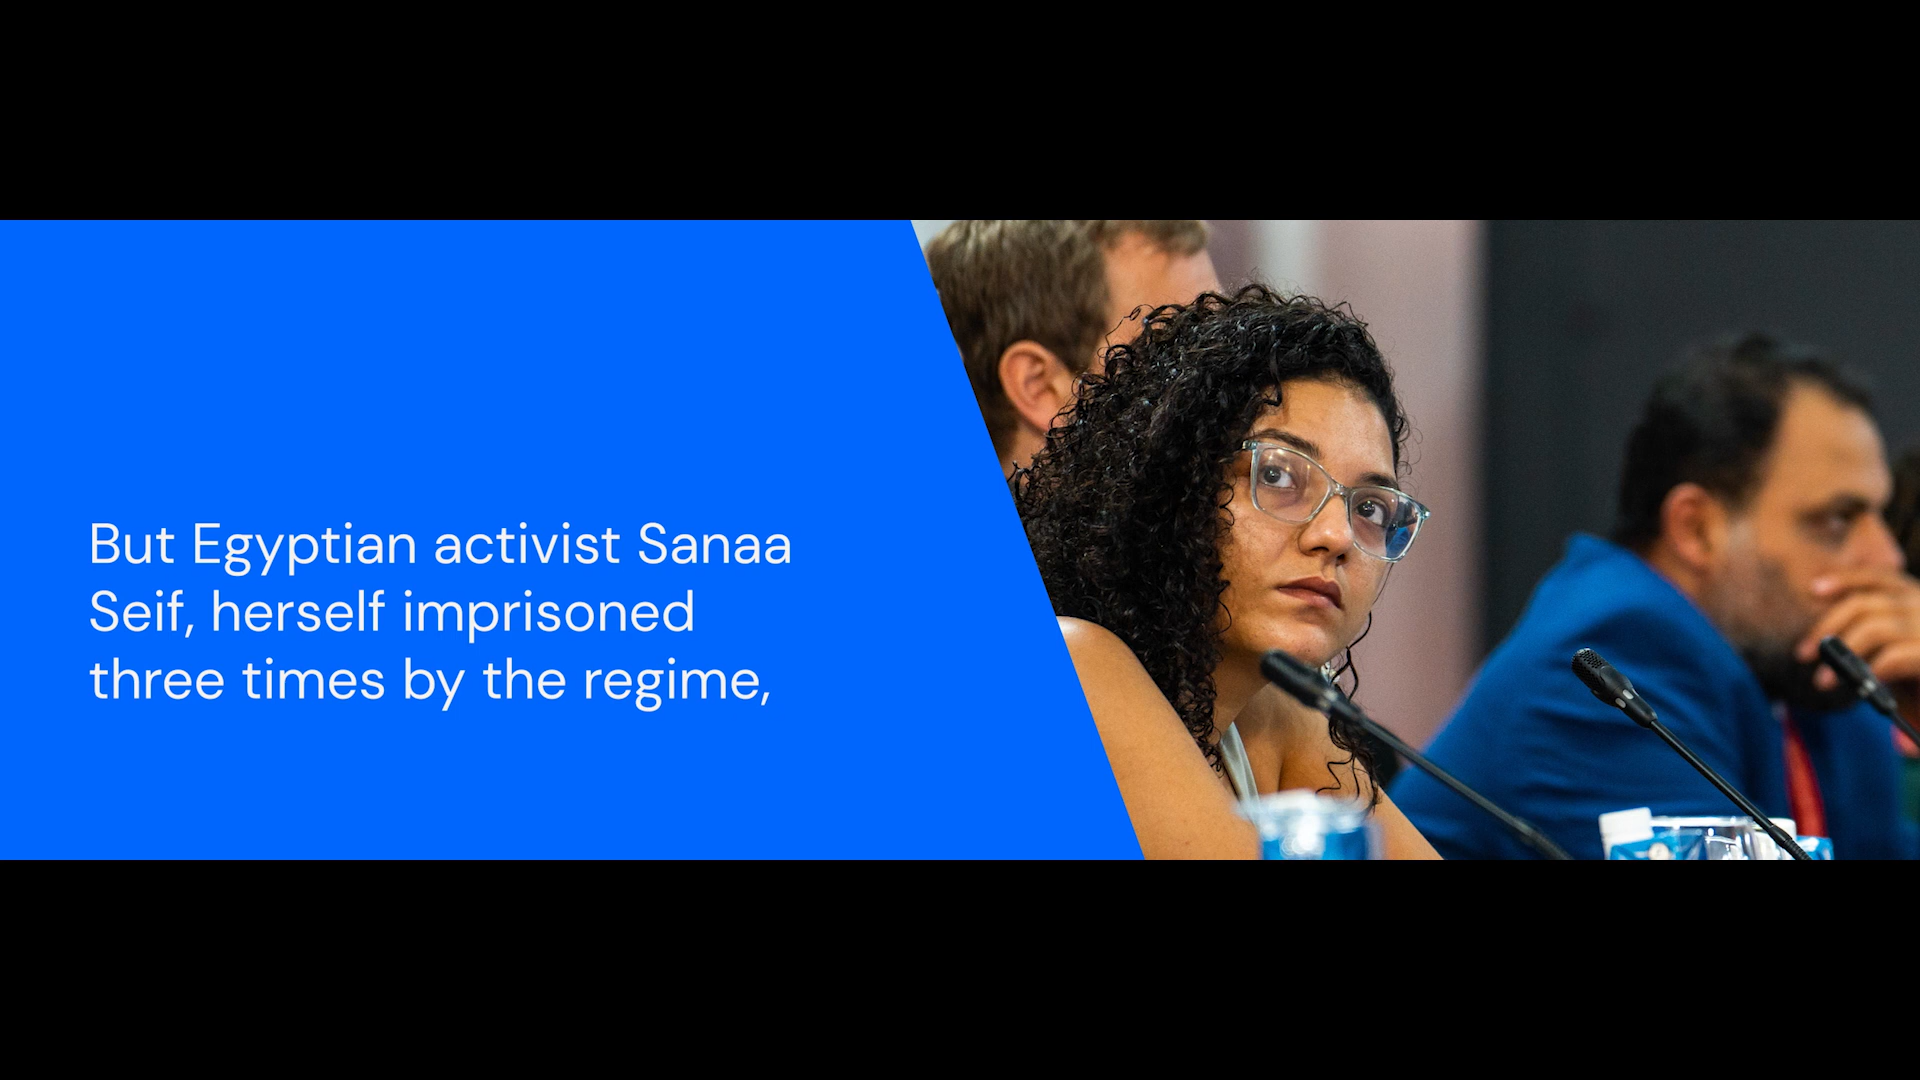 But Egyptian activist Sanaa
Seif, herself imprisoned
three times by the regime,